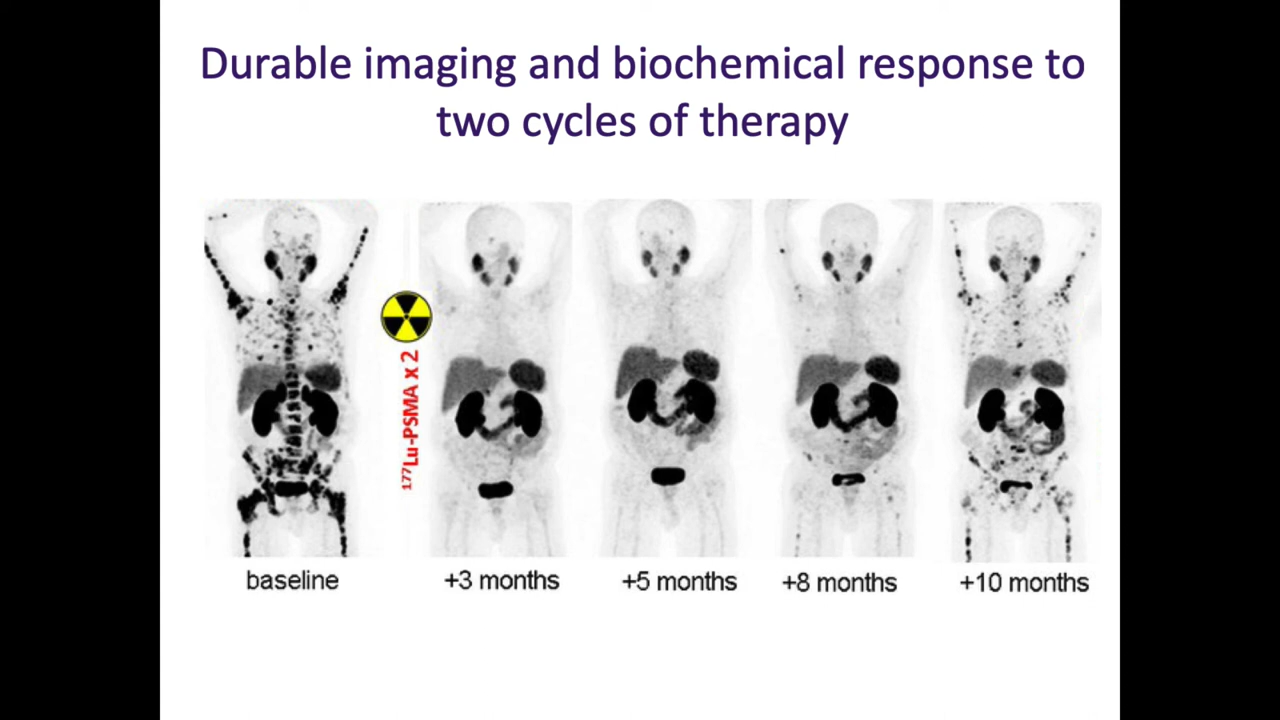 Durable imaging and biochemical response to
two cycles of therapy
¹⁷⁷Lu-PSMA x 2
baseline
+3 months
+5 months
+8 months
+10 months